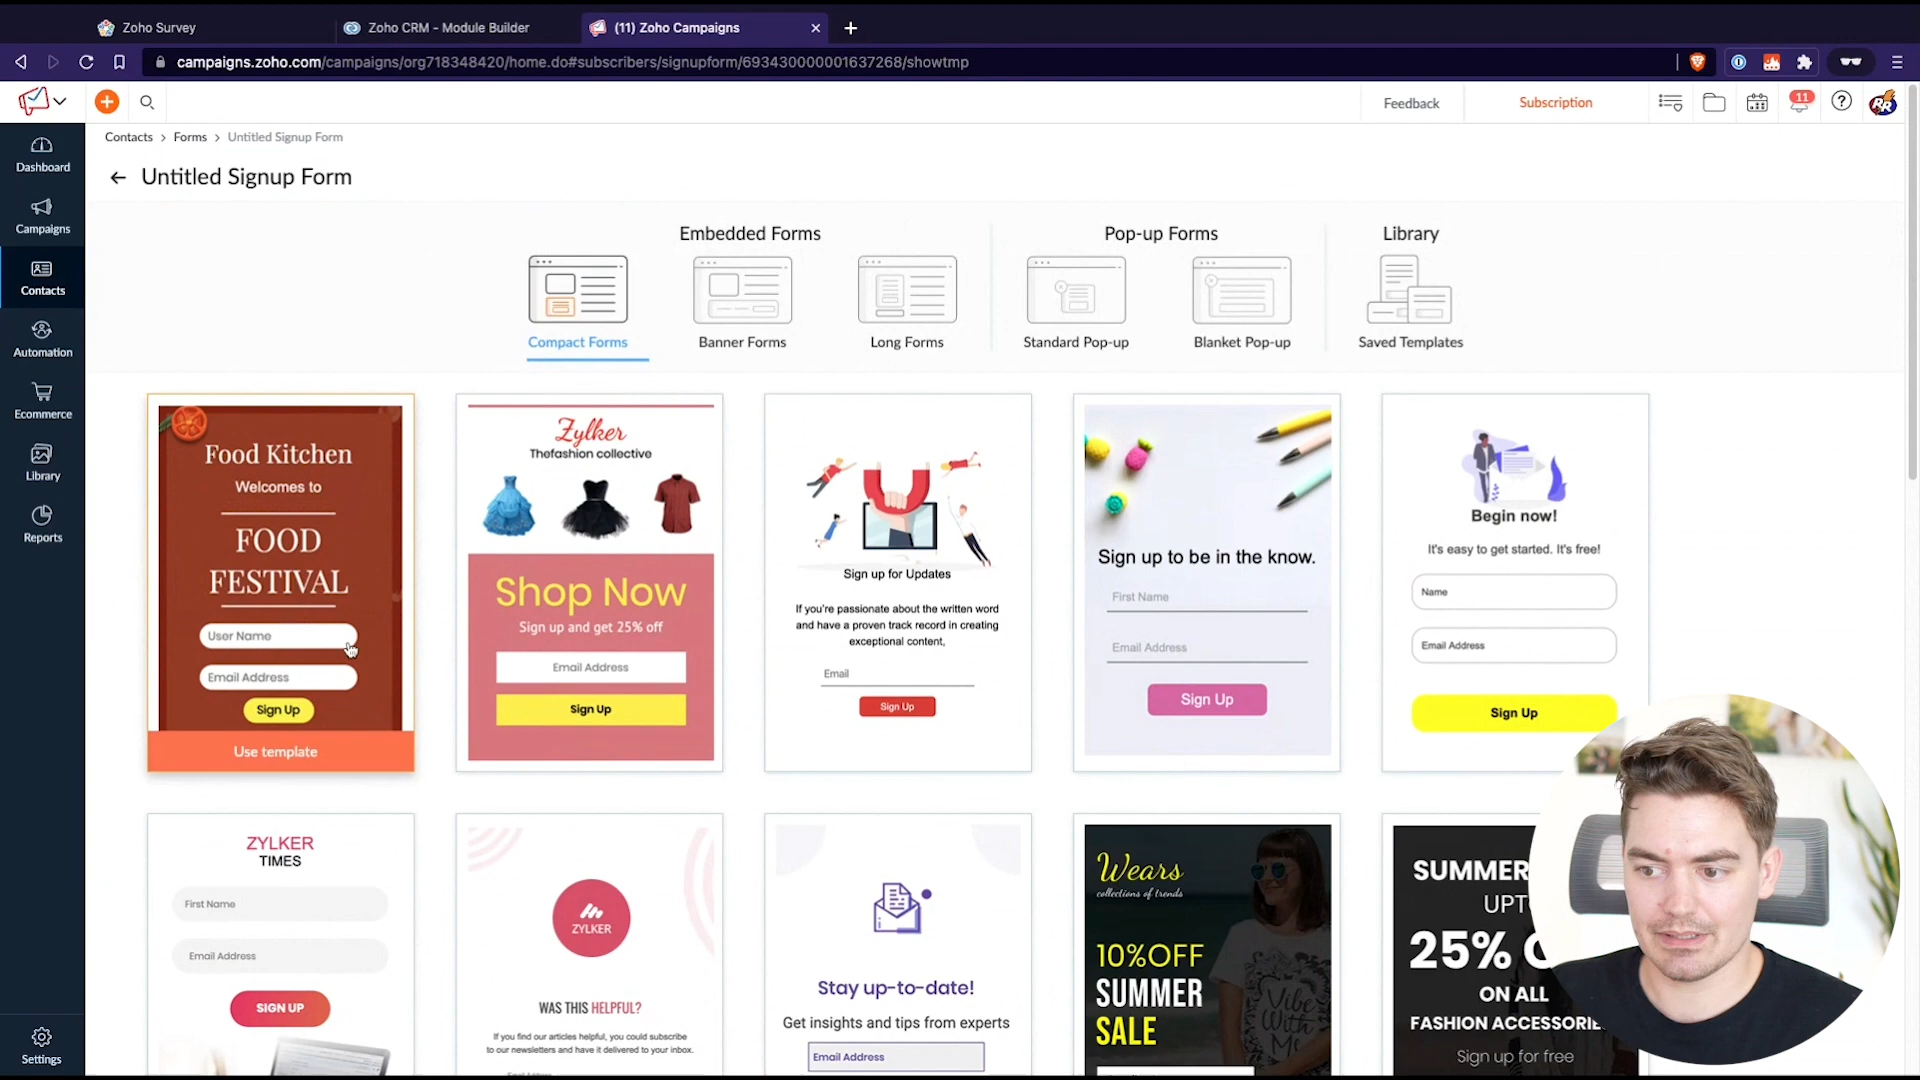 Zoho Survey
Zoho CRM - Module Builder
(11) Zoho Campaigns
campaigns.zoho.com/campaigns/org718348420/home.do#subscribers/signupform/693430000001637268/showtmp
Feedback
Subscription
11
RR
Dashboard
Campaigns
Contacts
Automation
Ecommerce
Library
Reports
Settings
Contacts > Forms > Untitled Signup Form
Untitled Signup Form
Embedded Forms
Pop-up Forms
Library
Compact Forms
Banner Forms
Long Forms
Standard Pop-up
Blanket Pop-up
Saved Templates
Food Kitchen
Welcomes to
FOOD
FESTIVAL
User Name
Email Address
Sign Up
Use template
Zylker
Thefashion collective
Shop Now
Sign up and get 25% off
Email Address
Sign Up
Sign up for Updates
If you're passionate about the written word
and have a proven track record in creating
exceptional content,
Email
Sign Up
Sign up to be in the know.
First Name
Email Address
Sign Up
Begin now!
It's easy to get started. It's free!
Name
Email Address
Sign Up
ZYLKER
TIMES
First Name
Email Address
SIGN UP
ZYLKER
WAS THIS HELPFUL?
If you find our articles helpful, you could subscribe
to our newsletters and have it delivered to your inbox.
Stay up-to-date!
Get insights and tips from experts
Email Address
Wears
collections of trends
10%OFF
SUMMER
SALE
Vibe
With
Me
SUMMER
UPT
25% O
ON ALL
FASHION ACCESSORIE
Sign up for free